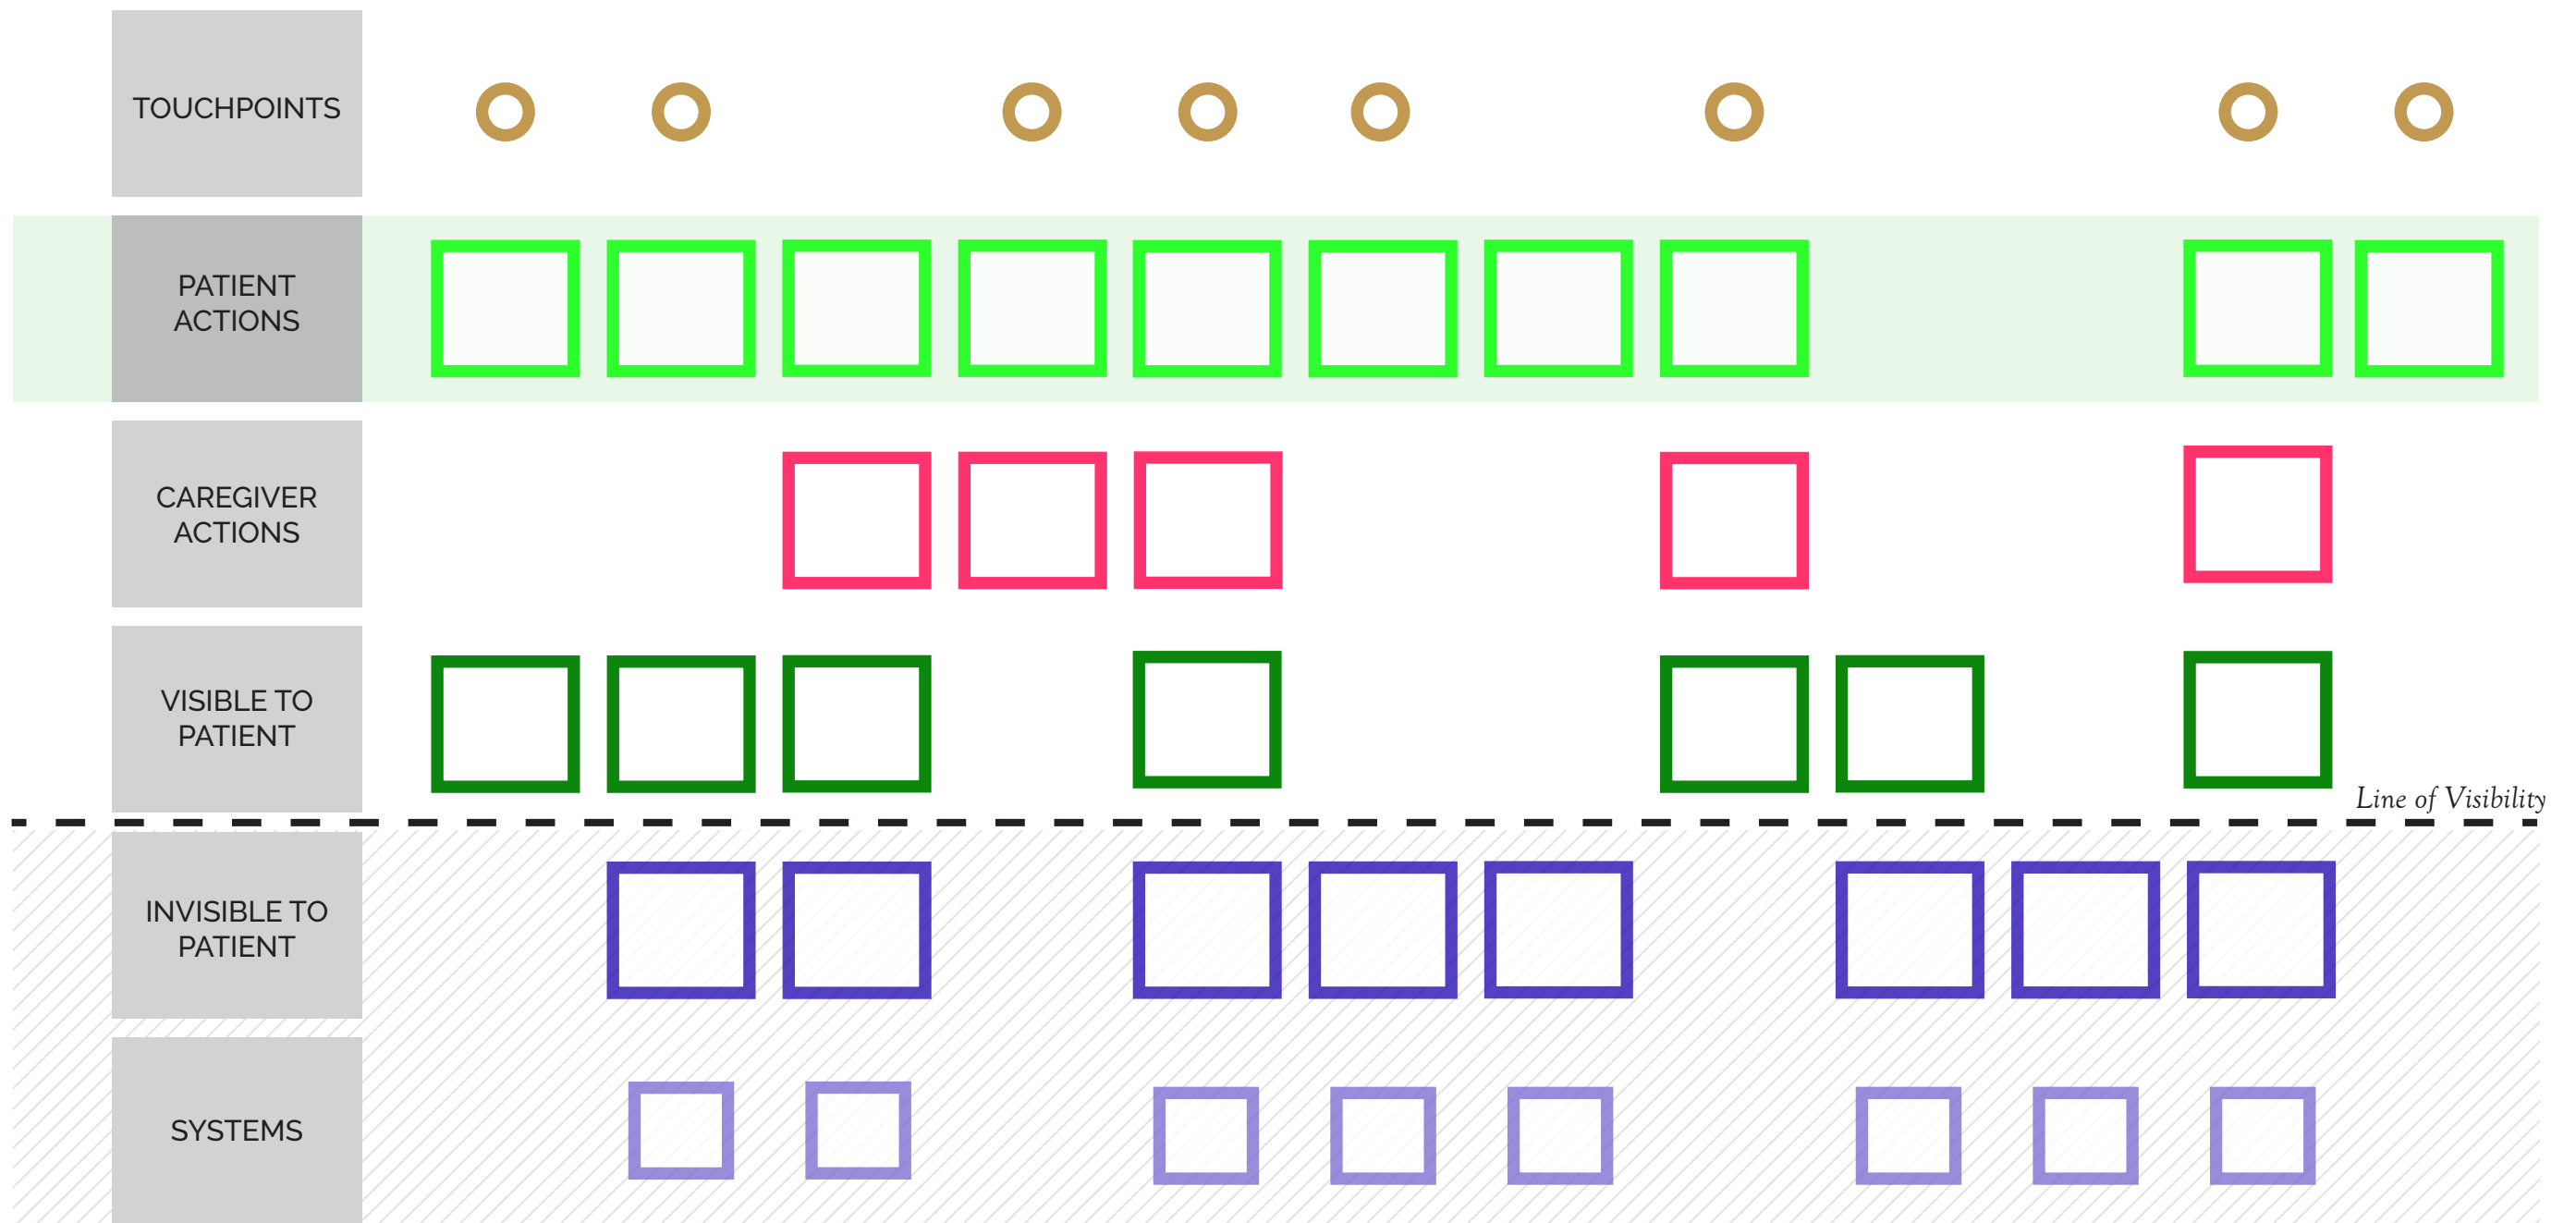 TOUCHPOINTS
PATIENT
ACTIONS
CAREGIVER
ACTIONS
VISIBLE TO
PATIENT
Line of Visibility
INVISIBLE TO
PATIENT
SYSTEMS